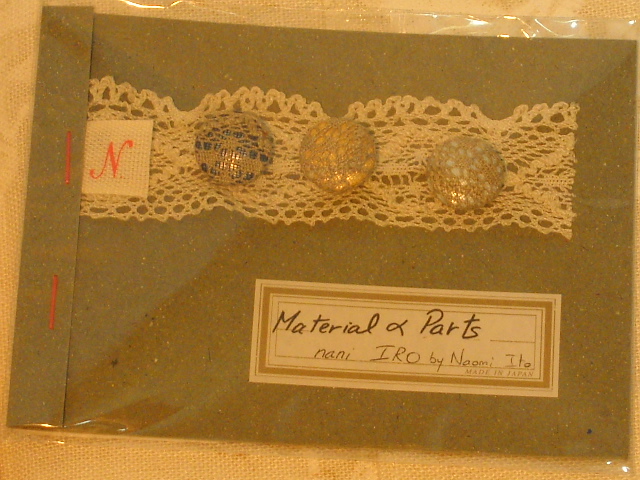 N
Material & Parts
nani IRO by Naomi Ito
MADE IN JAPAN